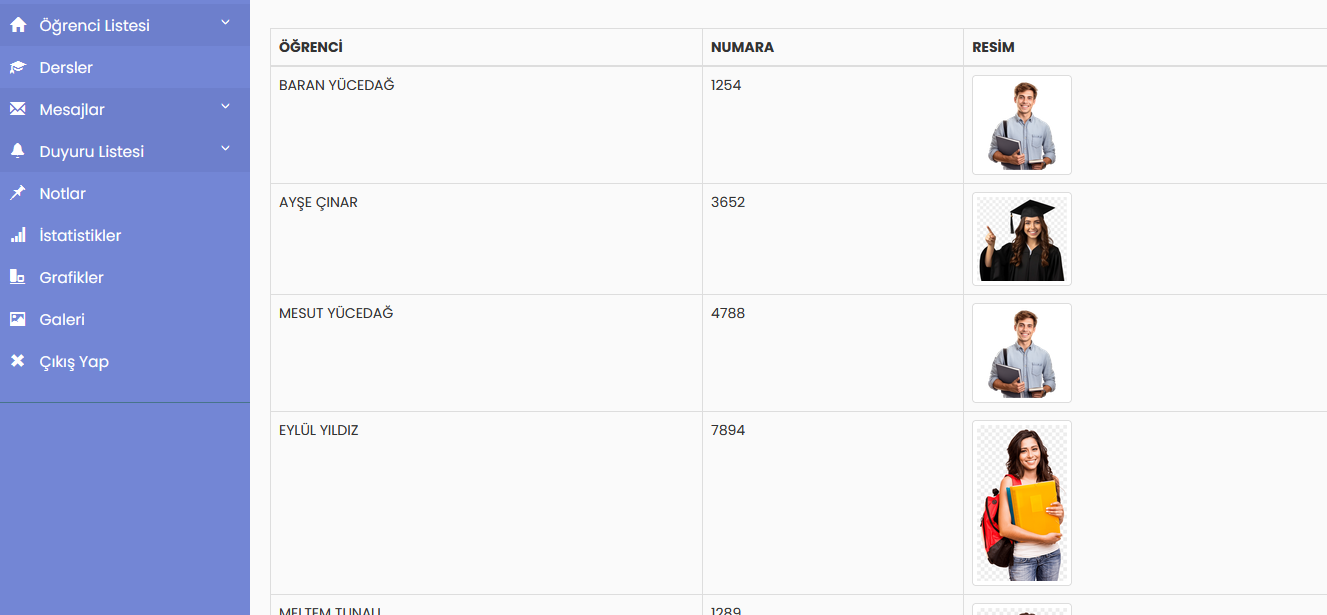 Öğrenci Listesi
Dersler
Mesajlar
Duyuru Listesi
Notlar
İstatistikler
Grafikler
Galeri
Çıkış Yap
ÖĞRENCİ NUMARA RESİM
BARAN YÜCEDAĞ 1254
AYŞE ÇINAR 3652
MESUT YÜCEDAĞ 4788
EYLÜL YILDIZ 7894
MELTEM TUNALI 1289